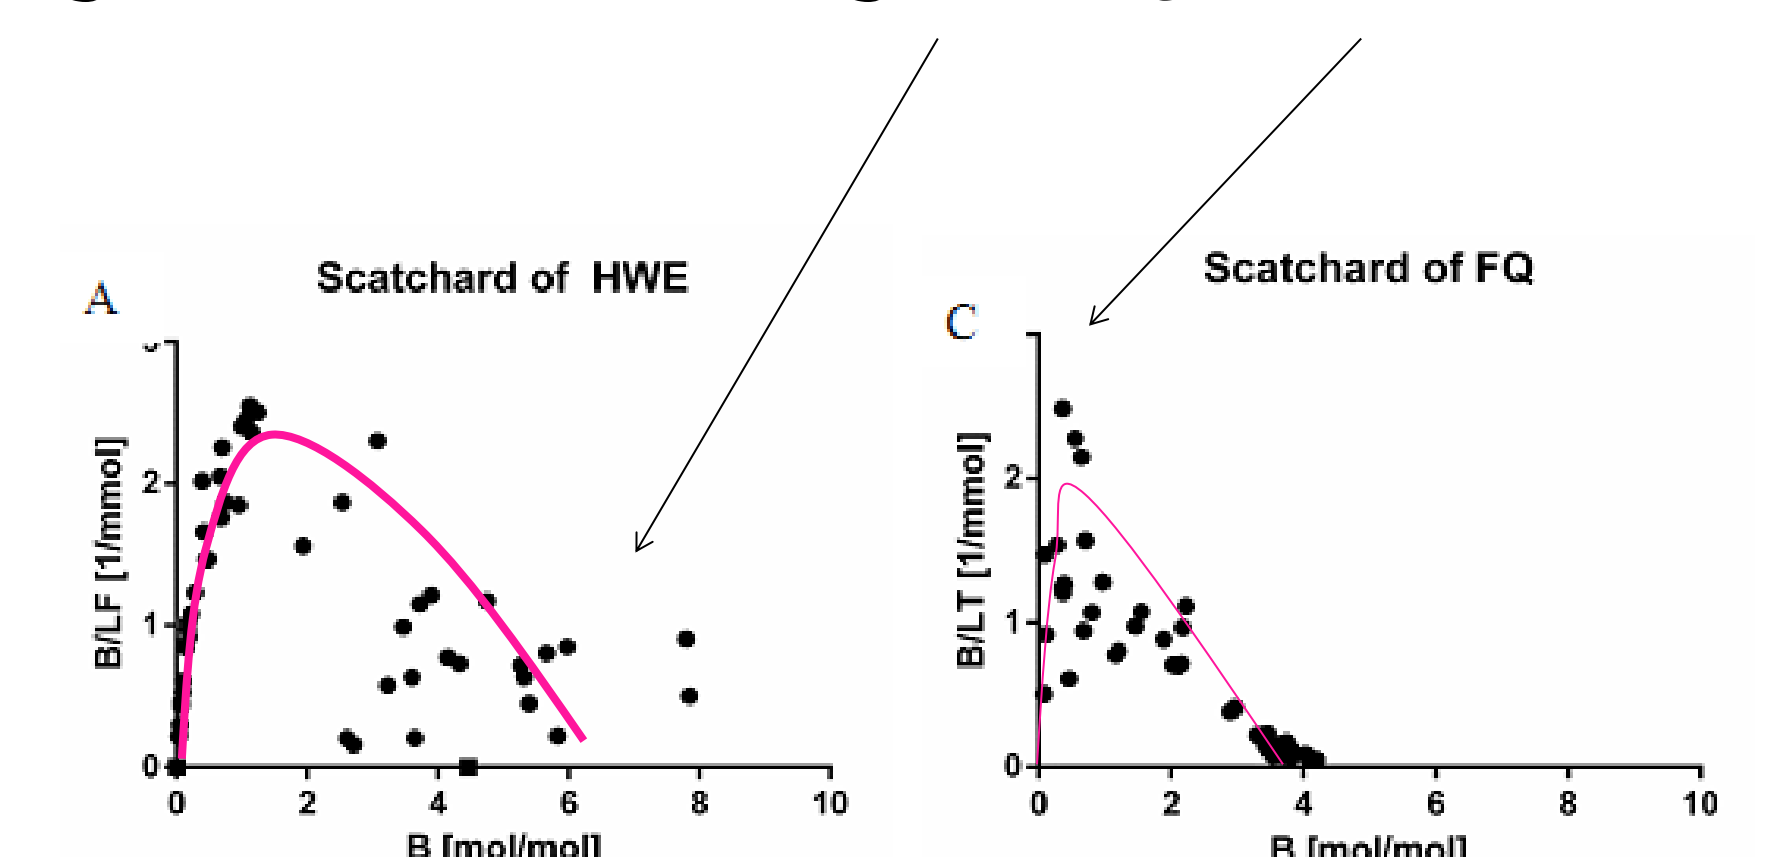 Scatchard of HWE
A
B/LF [1/mmol]
2
1
0
0 2 4 6 8 10
B [mol/mol]
Scatchard of FQ
C
B/LT [1/mmol]
2
1
0
0 2 4 6 8 10
B [mol/mol]